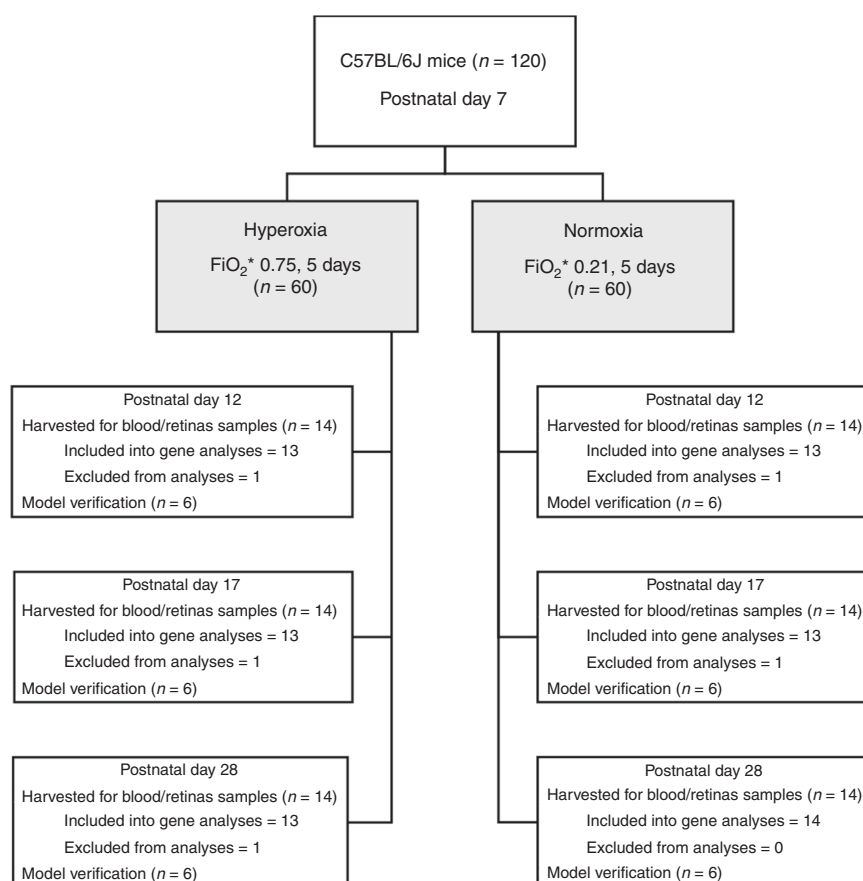 C57BL/6J mice (n = 120)
Postnatal day 7
Hyperoxia
FiO2* 0.75, 5 days
(n = 60)
Normoxia
FiO2* 0.21, 5 days
(n = 60)
Postnatal day 12
Harvested for blood/retinas samples (n = 14)
Included into gene analyses = 13
Excluded from analyses = 1
Model verification (n = 6)
Postnatal day 12
Harvested for blood/retinas samples (n = 14)
Included into gene analyses = 13
Excluded from analyses = 1
Model verification (n = 6)
Postnatal day 17
Harvested for blood/retinas samples (n = 14)
Included into gene analyses = 13
Excluded from analyses = 1
Model verification (n = 6)
Postnatal day 17
Harvested for blood/retinas samples (n = 14)
Included into gene analyses = 13
Excluded from analyses = 1
Model verification (n = 6)
Postnatal day 28
Harvested for blood/retinas samples (n = 14)
Included into gene analyses = 13
Excluded from analyses = 1
Model verification (n = 6)
Postnatal day 28
Harvested for blood/retinas samples (n = 14)
Included into gene analyses = 14
Excluded from analyses = 0
Model verification (n = 6)